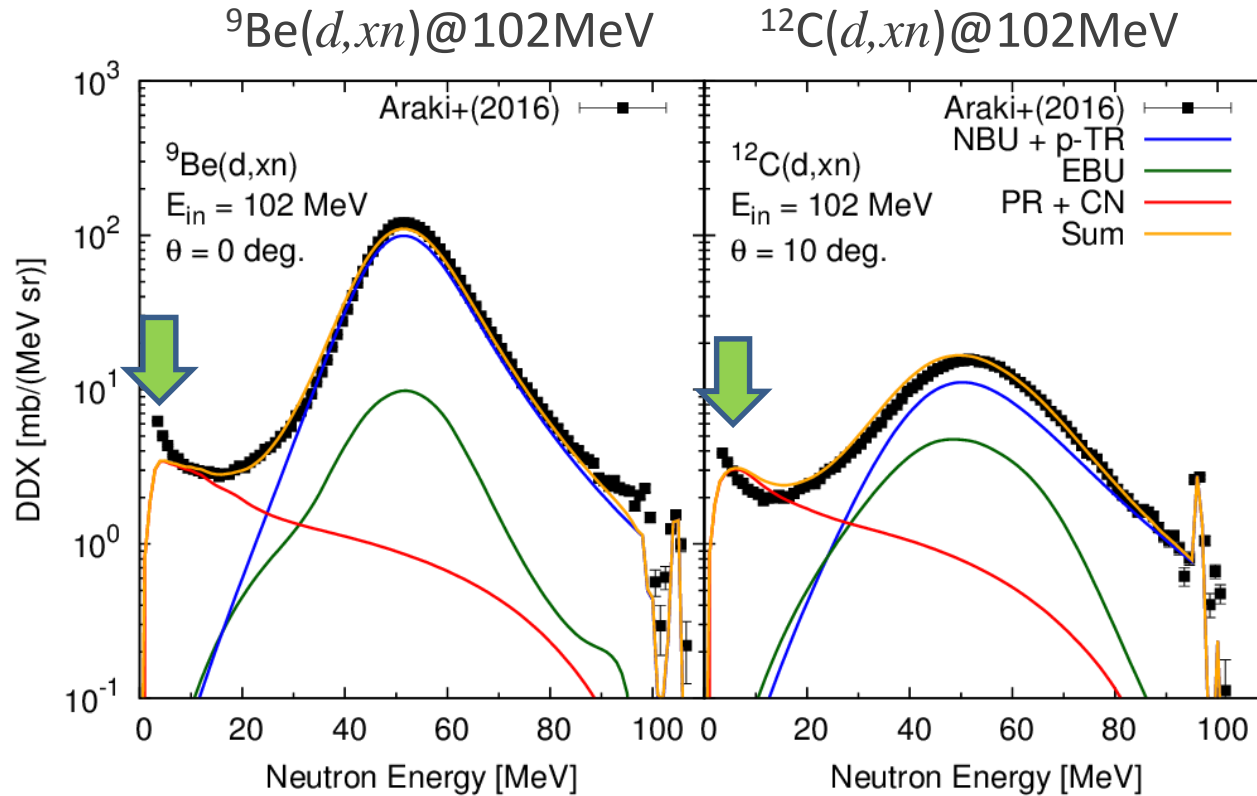 ⁹Be(d,xn)@102MeV
¹²C(d,xn)@102MeV
DDX [mb/(MeV sr)]
10³
10²
10¹
10⁰
10⁻¹
Araki+(2016)
⁹Be(d,xn)
E_in = 102 MeV
θ = 0 deg.
0 20 40 60 80 100
Neutron Energy [MeV]
Araki+(2016)
NBU + p-TR
EBU
PR + CN
Sum
¹²C(d,xn)
E_in = 102 MeV
θ = 10 deg.
0 20 40 60 80 100
Neutron Energy [MeV]